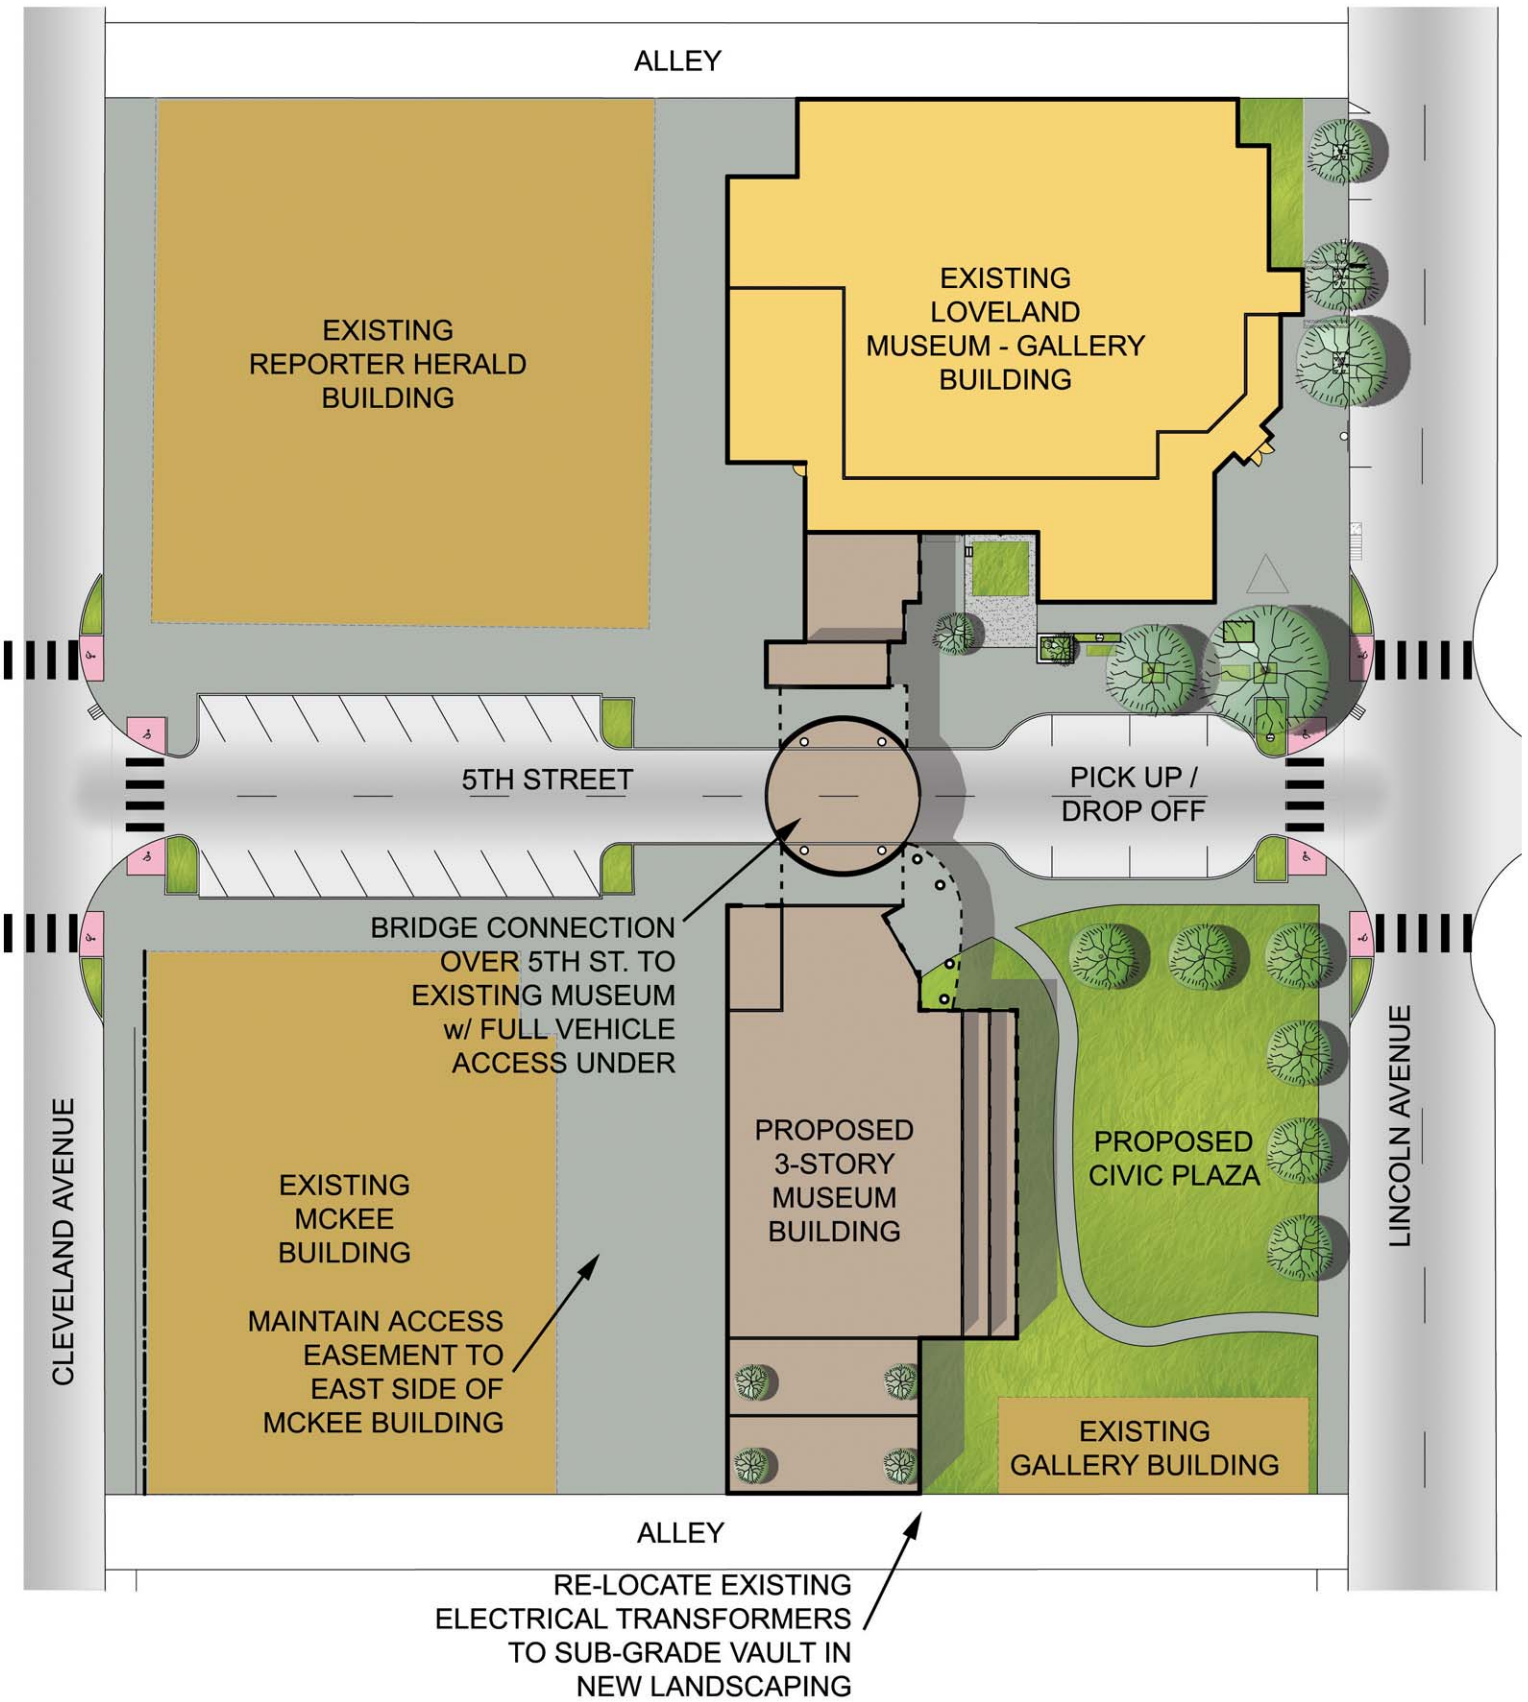 ALLEY
EXISTING
REPORTER HERALD
BUILDING
EXISTING
LOVELAND
MUSEUM - GALLERY
BUILDING
5TH STREET
PICK UP /
DROP OFF
BRIDGE CONNECTION
OVER 5TH ST. TO
EXISTING MUSEUM
w/ FULL VEHICLE
ACCESS UNDER
CLEVELAND AVENUE
LINCOLN AVENUE
EXISTING
MCKEE
BUILDING
PROPOSED
3-STORY
MUSEUM
BUILDING
PROPOSED
CIVIC PLAZA
MAINTAIN ACCESS
EASEMENT TO
EAST SIDE OF
MCKEE BUILDING
EXISTING
GALLERY BUILDING
ALLEY
RE-LOCATE EXISTING
ELECTRICAL TRANSFORMERS
TO SUB-GRADE VAULT IN
NEW LANDSCAPING